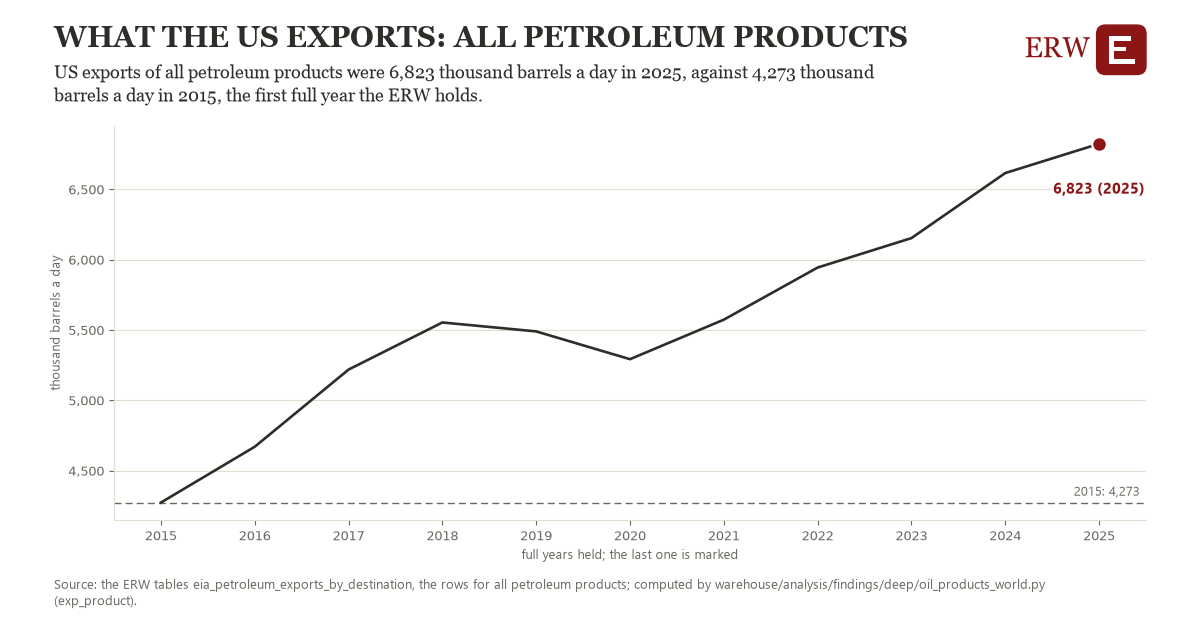 WHAT THE US EXPORTS: ALL PETROLEUM PRODUCTS
US exports of all petroleum products were 6,823 thousand barrels a day in 2025, against 4,273 thousand
barrels a day in 2015, the first full year the ERW holds.
ERW E
thousand barrels a day
6,500
6,000
5,500
5,000
4,500
6,823 (2025)
2015: 4,273
2015 2016 2017 2018 2019 2020 2021 2022 2023 2024 2025
full years held; the last one is marked
Source: the ERW tables eia_petroleum_exports_by_destination, the rows for all petroleum products; computed by warehouse/analysis/findings/deep/oil_products_world.py
(exp_product).